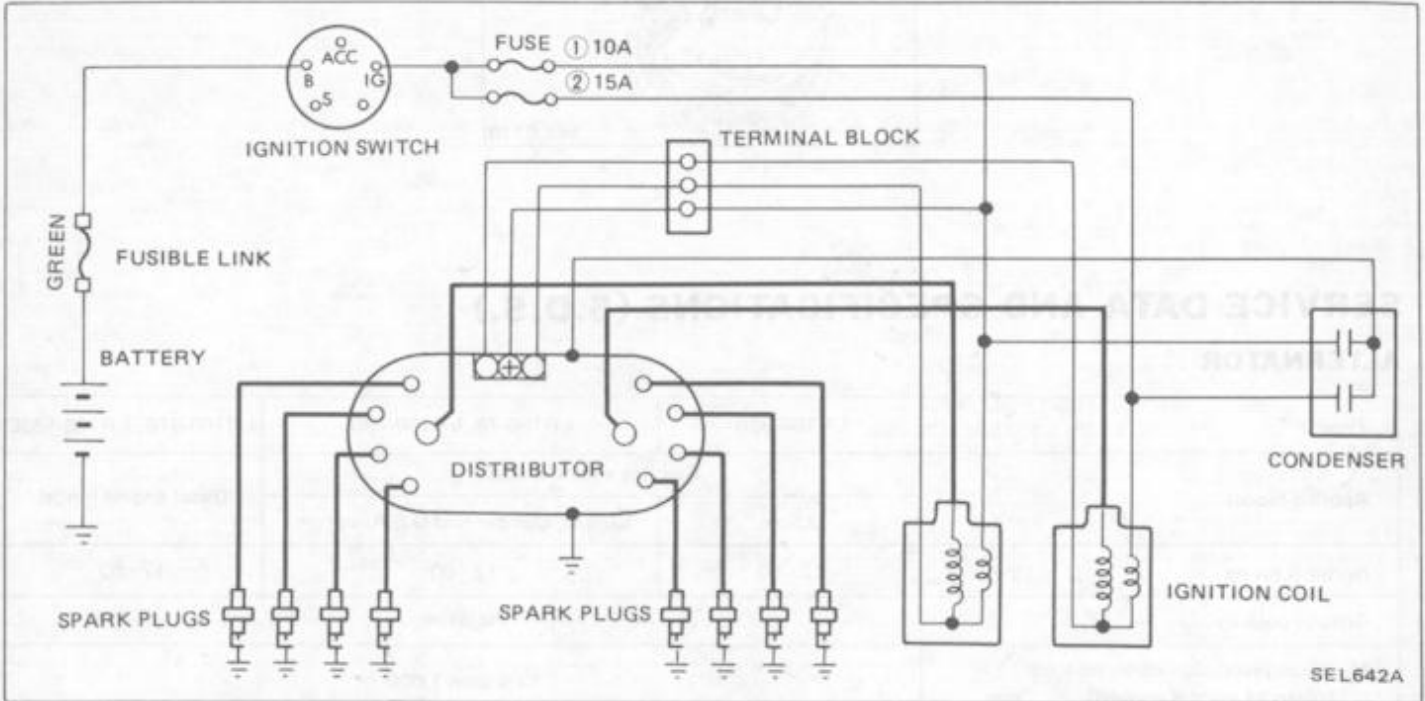 FUSE ① 10A
② 15A
ACC
B
IG
S
IGNITION SWITCH
TERMINAL BLOCK
GREEN
FUSIBLE LINK
SERVICE DATA AND SPECIFICATIONS (S.D.S.)
ALTERNATOR
BATTERY
DISTRIBUTOR
CONDENSER
SPARK PLUGS
SPARK PLUGS
IGNITION COIL
SEL642A